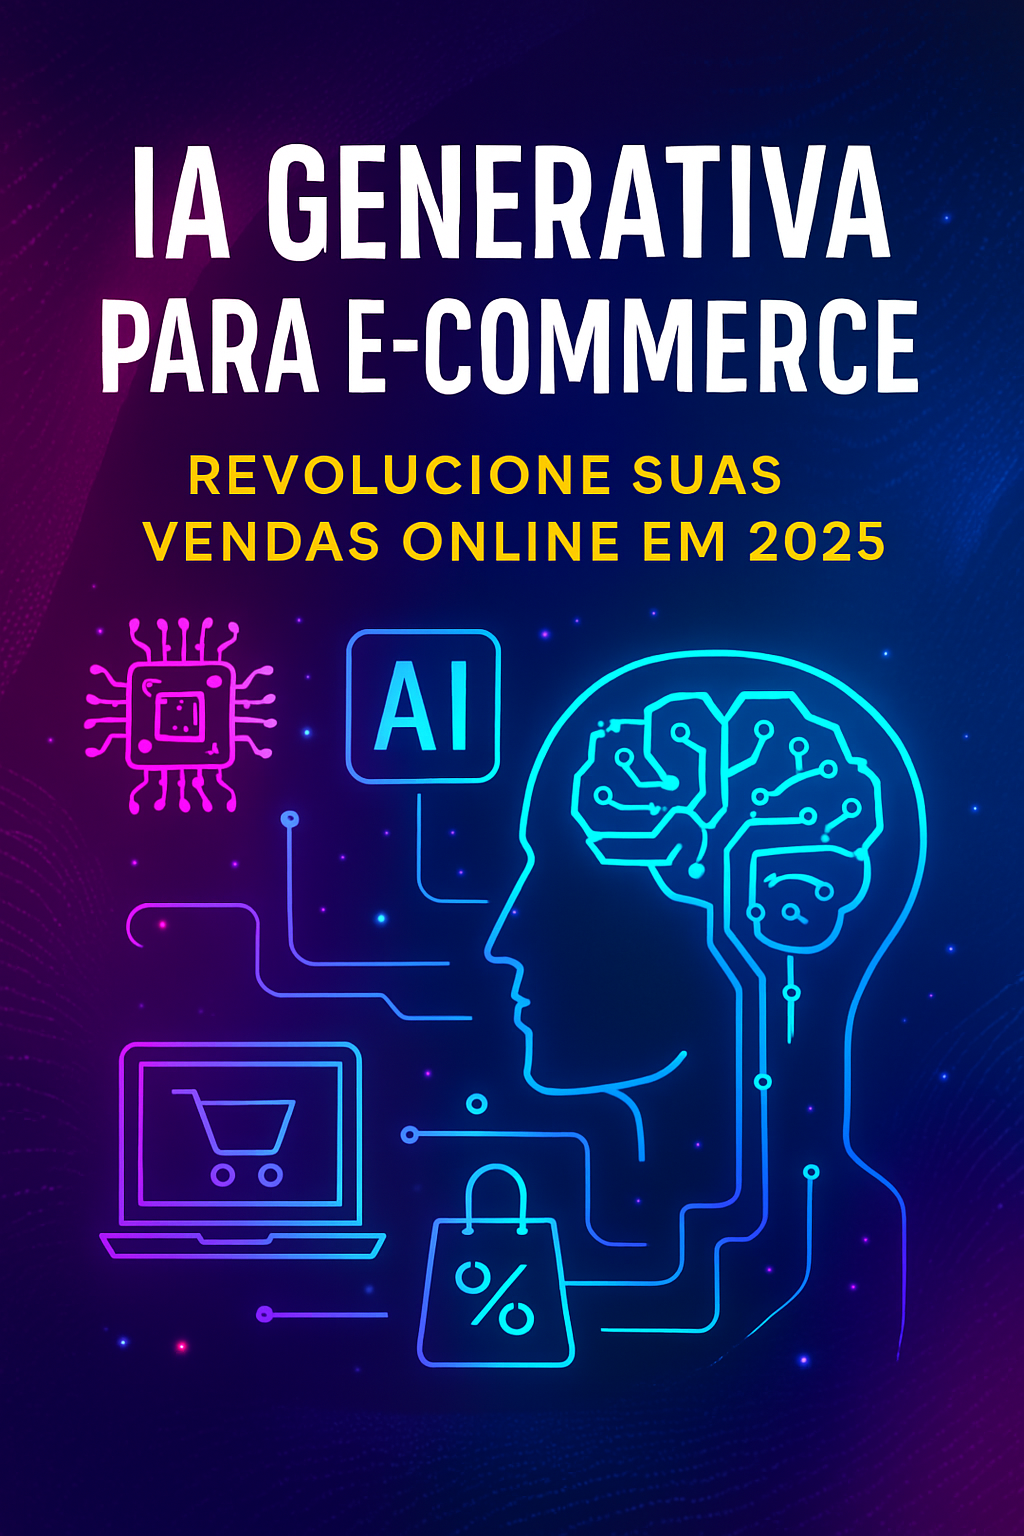 IA GENERATIVA
PARA E-COMMERCE
REVOLUCIONE SUAS
VENDAS ONLINE EM 2025
AI
%